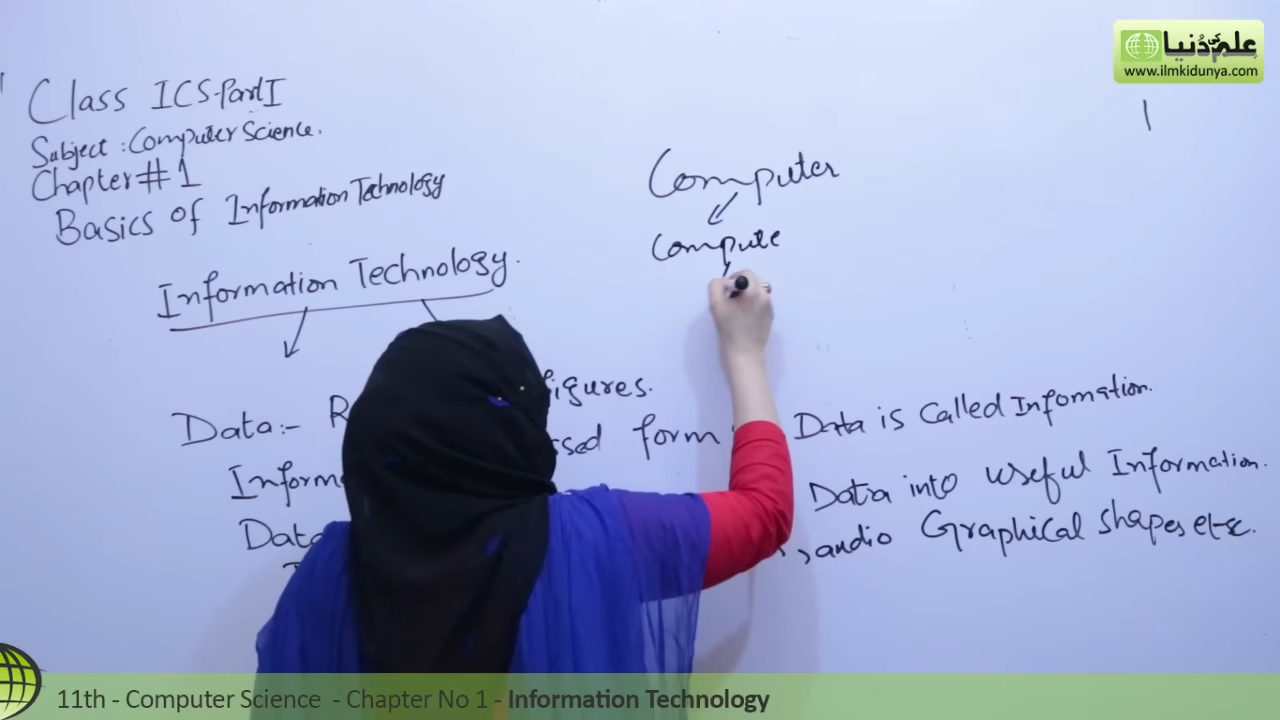 علم کی دنیا
www.ilmkidunya.com
Class ICS-Part I
Subject : Computer Science.
Chapter # 1
Basics of Information Technology
Computer
Compute
Information Technology.
Data:- figures.
form Data is Called Infomation.
Data into useful Information.
Data , audio Graphical shapes etc.
11th - Computer Science - Chapter No 1 - Information Technology